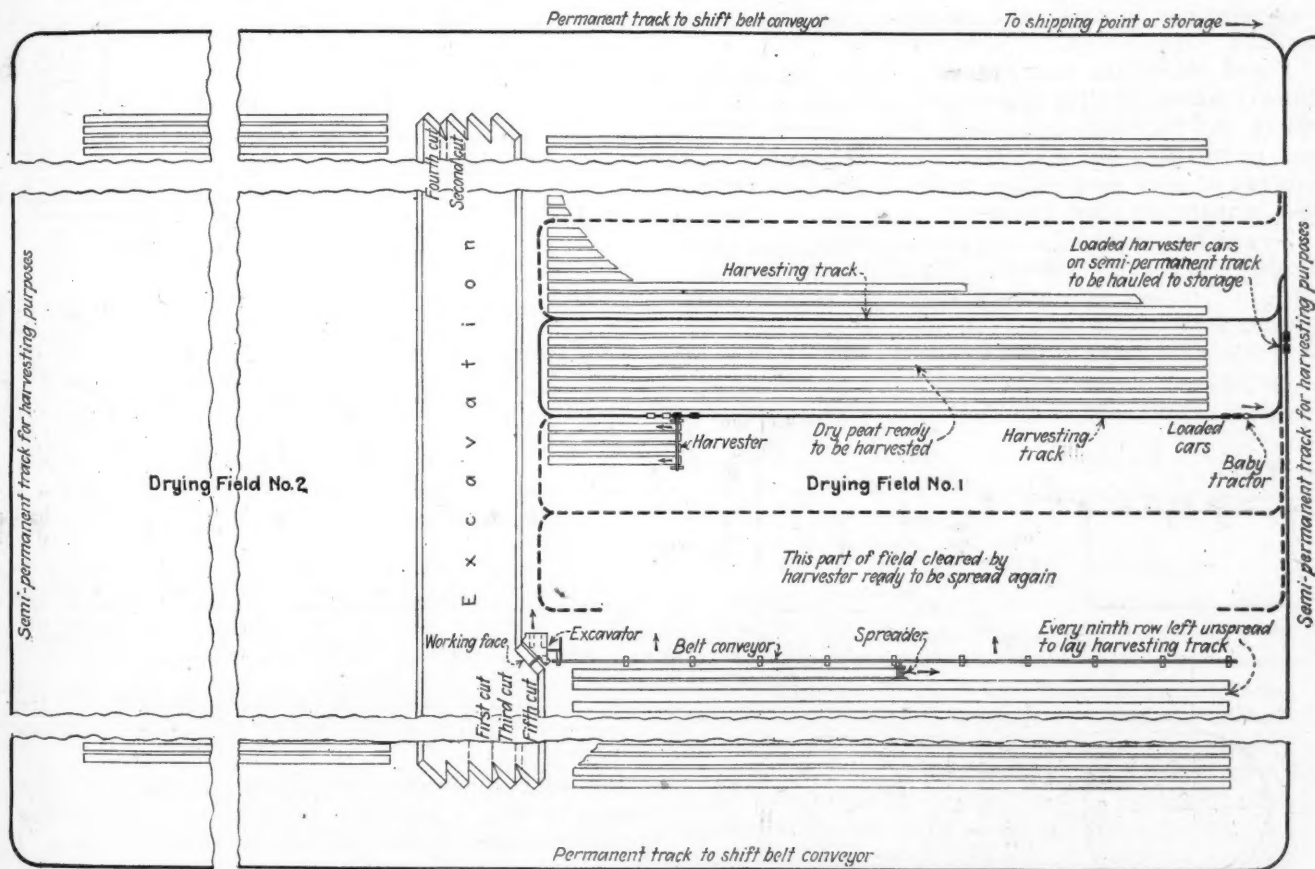 Permanent track to shift belt conveyor
To shipping point or storage
Fourth cut
Second cut
Semi-permanent track for harvesting purposes
Excavation
Harvesting track
Loaded harvester cars
on semi-permanent track
to be hauled to storage
Semi-permanent track for harvesting purposes
Harvester
Dry peat ready
to be harvested
Harvesting
track
Loaded
cars
Baby
tractor
Drying Field No.2
Drying Field No.1
This part of field cleared by
harvester ready to be spread again
Working face
Excavator
Belt conveyor
Spreader
Every ninth row left unspread
to lay harvesting track
First cut
Third cut
Fifth cut
Permanent track to shift belt conveyor